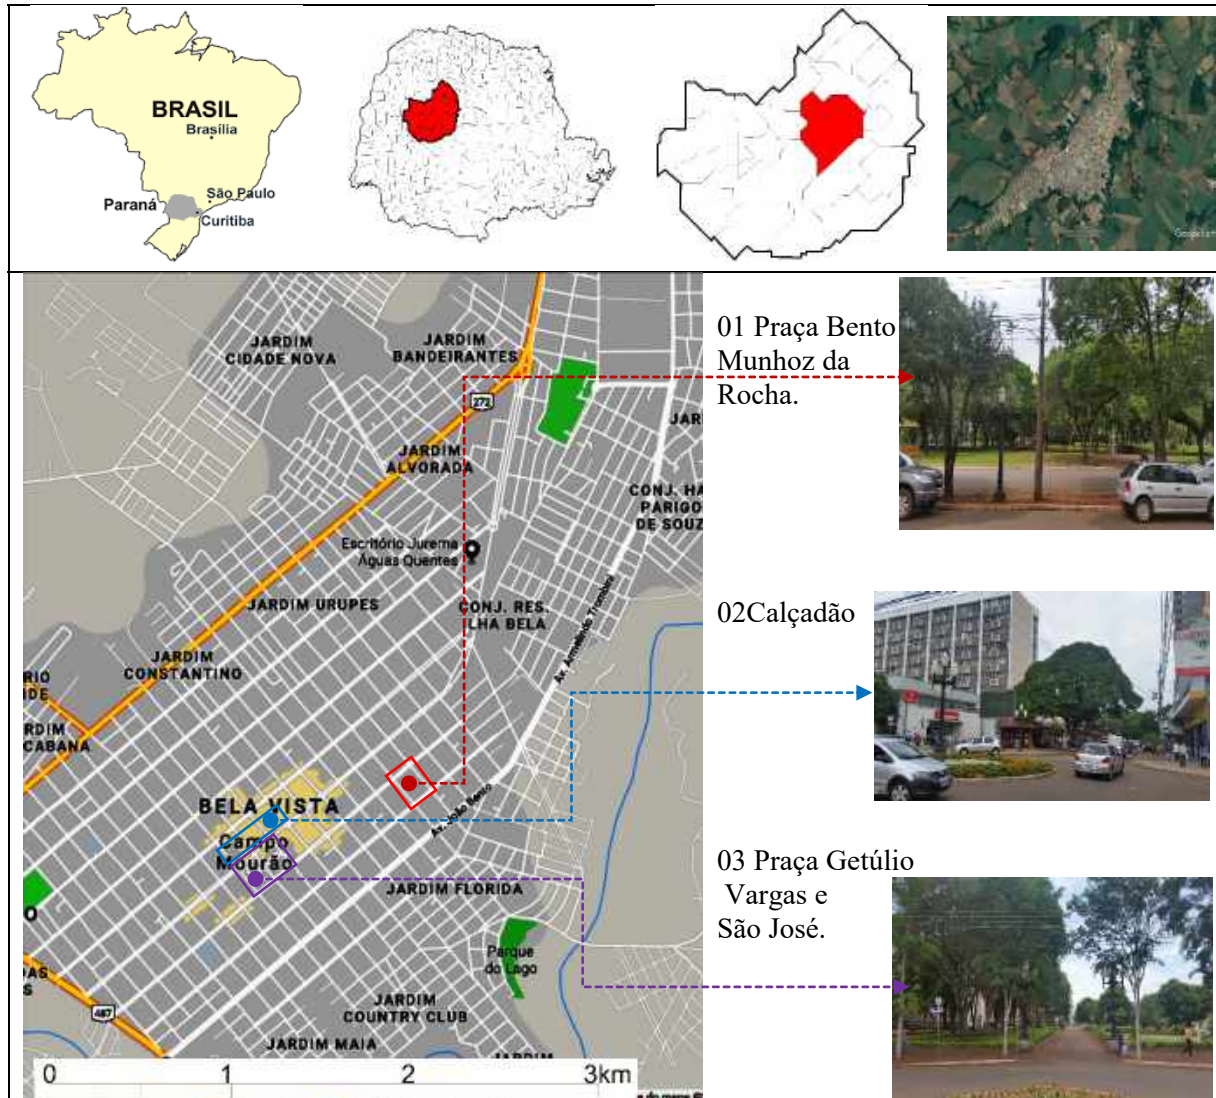 BRASIL
Brasília
São Paulo
Paraná
Curitiba
JARDIM
CIDADE NOVA
JARDIM
BANDEIRANTES
272
JARDIM
ALVORADA
CONJ. HA
PARIGO
DE SOUZ
Escritório Jurema
Águas Quentes
JARDIM URUPES
CONJ. RES.
ILHA BELA
Av. Armelindo Trombini
JARDIM
CONSTANTINO
RIO
DE
RDIM
CABANA
BELA VISTA
Campo
Mourão
Av. João Bento
JARDIM FLORIDA
Parque
do Lago
JARDIM
COUNTRY CLUB
487
JARDIM MAIA
0 1 2 3km
01 Praça Bento
Munhoz da
Rocha.
02Calçadão
03 Praça Getúlio
Vargas e
São José.